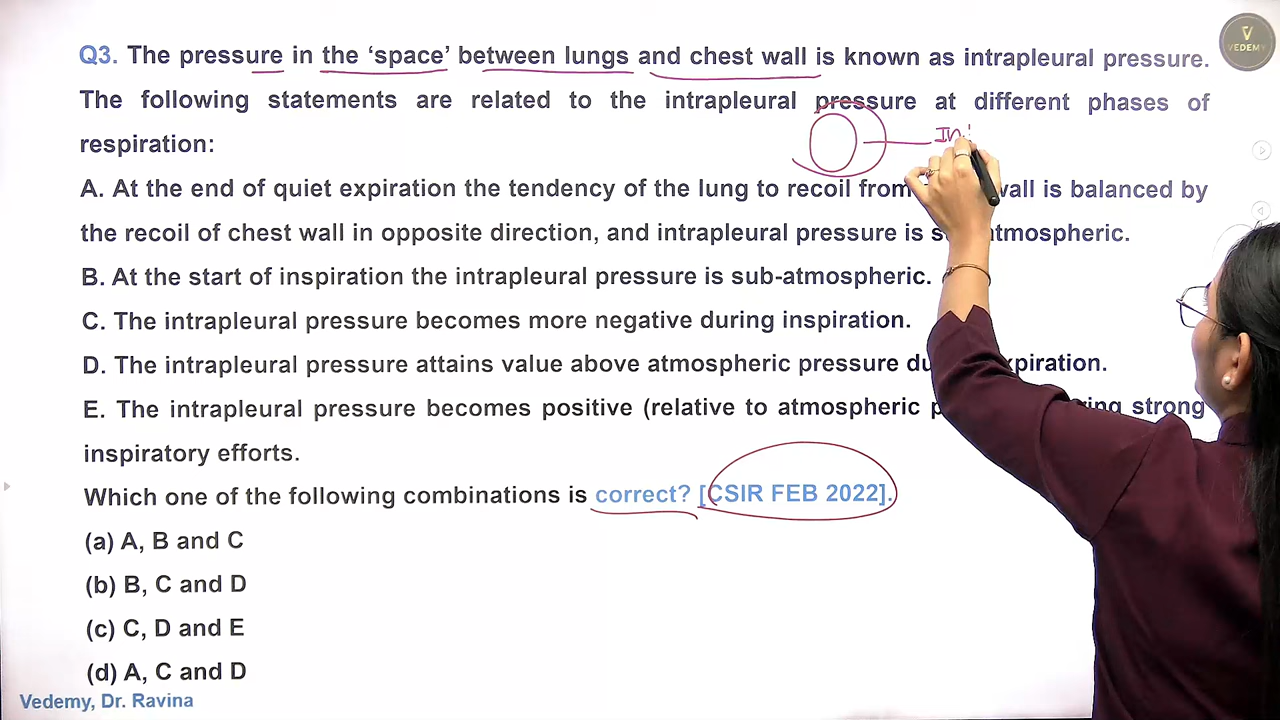 V
VEDEMY
Q3. The pressure in the ‘space’ between lungs and chest wall is known as intrapleural pressure.
The following statements are related to the intrapleural pressure at different phases of
respiration:
In
A. At the end of quiet expiration the tendency of the lung to recoil from wall is balanced by
the recoil of chest wall in opposite direction, and intrapleural pressure is
B. At the start of inspiration the intrapleural pressure is sub-atmospheric.
C. The intrapleural pressure becomes more negative during inspiration.
D. The intrapleural pressure attains value above atmospheric pressure
E. The intrapleural pressure becomes positive (relative to atmospheric strong
inspiratory efforts.
Which one of the following combinations is correct? [CSIR FEB 2022].
(a) A, B and C
(b) B, C and D
(c) C, D and E
(d) A, C and D
Vedemy, Dr. Ravina